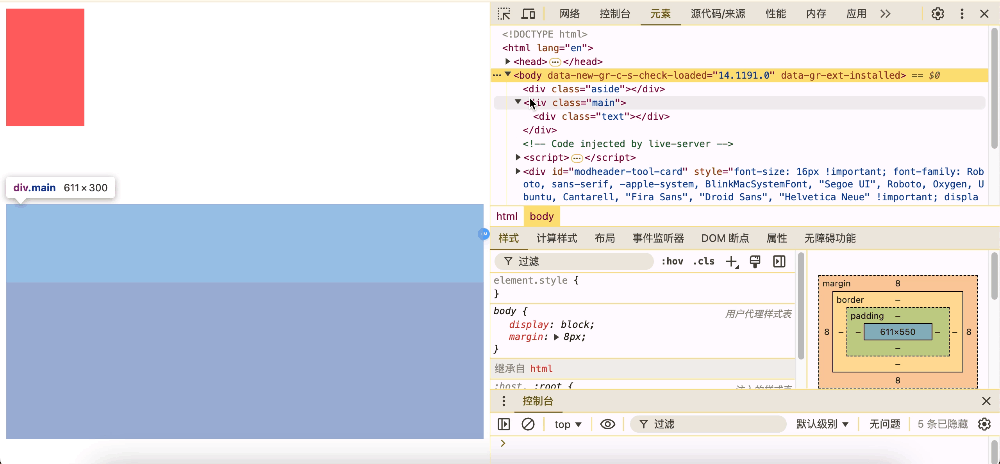 div.main 611 × 300
网络 控制台 元素 源代码/来源 性能 内存 应用
<!DOCTYPE html>
<html lang="en">
<head> ⋯ </head>
⋯ <body data-new-gr-c-s-check-loaded="14.1191.0" data-gr-ext-installed> == $0
<div class="aside"></div>
<div class="main">
<div class="text"></div>
</div>
<!-- Code injected by live-server -->
<script> ⋯ </script>
<div id="modheader-tool-card" style="font-size: 16px !important; font-family: Rob
oto, sans-serif, -apple-system, BlinkMacSystemFont, "Segoe UI", Roboto, Oxygen, U
buntu, Cantarell, "Fira Sans", "Droid Sans", "Helvetica Neue" !important; displa
html body
样式 计算样式 布局 事件监听器 DOM 断点 属性 无障碍功能
过滤 :hov .cls
element.style {
}
body { 用户代理样式表
display: block;
margin: 8px;
}
继承自 html
margin 8
border –
padding –
8 – – 611×550 – – 8
–
–
8
控制台
top 过滤 默认级别 无问题 5 条已隐藏